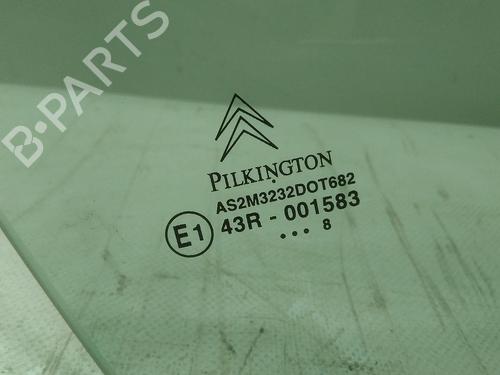 B-PARTS
PILKINGTON
AS2M3232DOT682
E1 43R - 001583
... 8